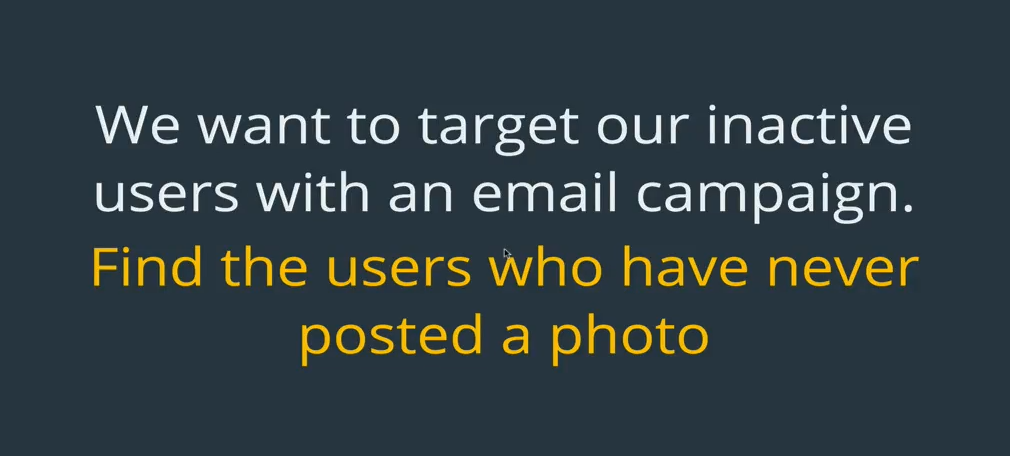 We want to target our inactive
users with an email campaign.
Find the users who have never
posted a photo